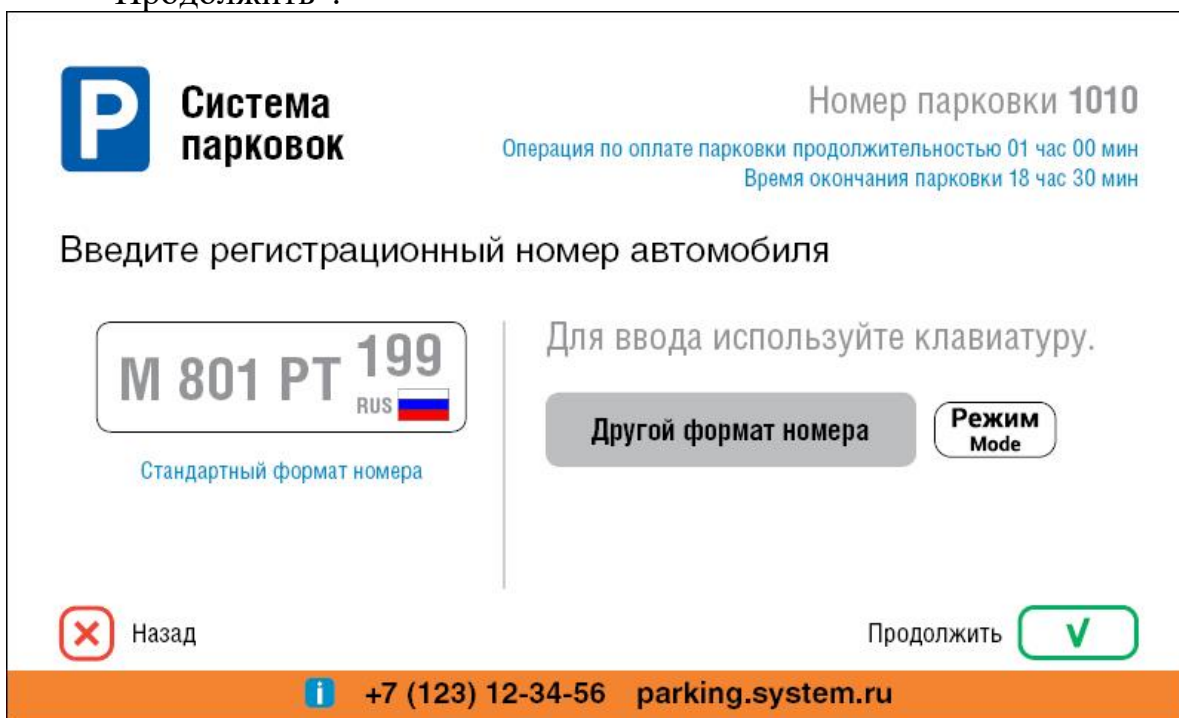 Продолжить".
P
Система
парковок
Номер парковки 1010
Операция по оплате парковки продолжительностью 01 час 00 мин
Время окончания парковки 18 час 30 мин
Введите регистрационный номер автомобиля
М 801 РТ 199
RUS
Стандартный формат номера
Для ввода используйте клавиатуру.
Другой формат номера
Режим
Mode
Назад
Продолжить
i +7 (123) 12-34-56 parking.system.ru